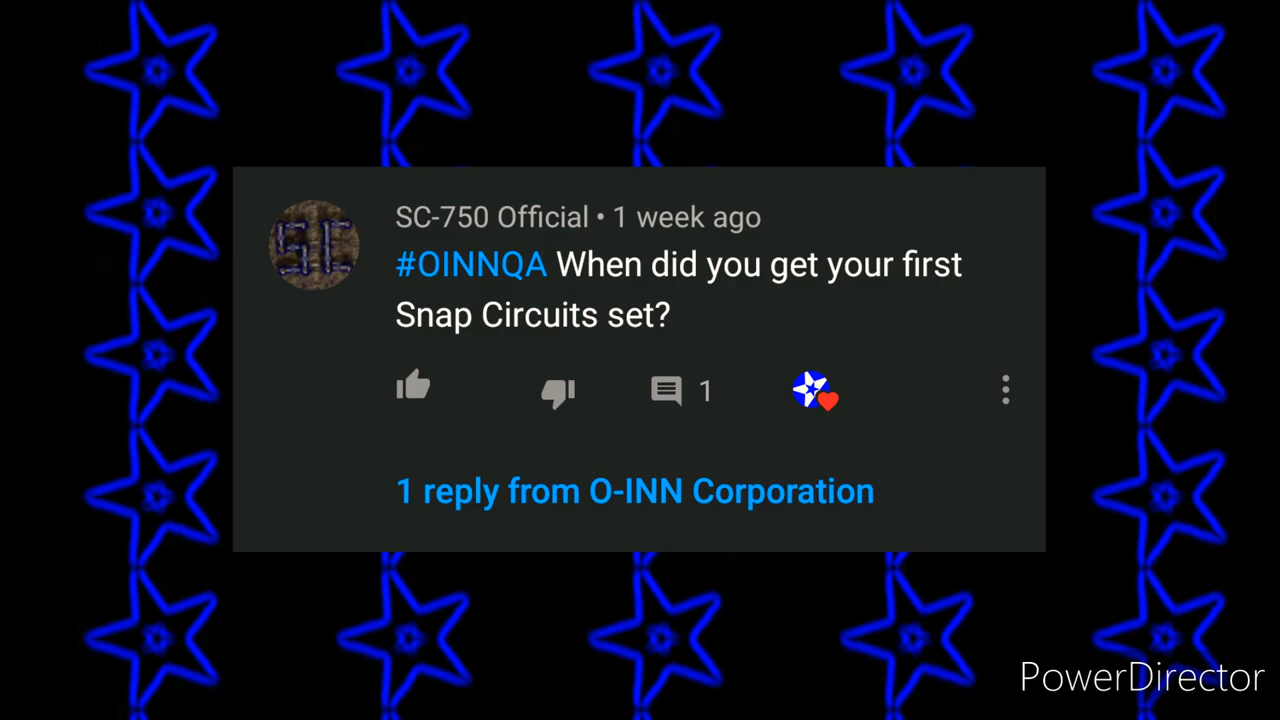 SC-750 Official • 1 week ago
#OINNQA When did you get your first
Snap Circuits set?
1
1 reply from O-INN Corporation
PowerDirector
SC